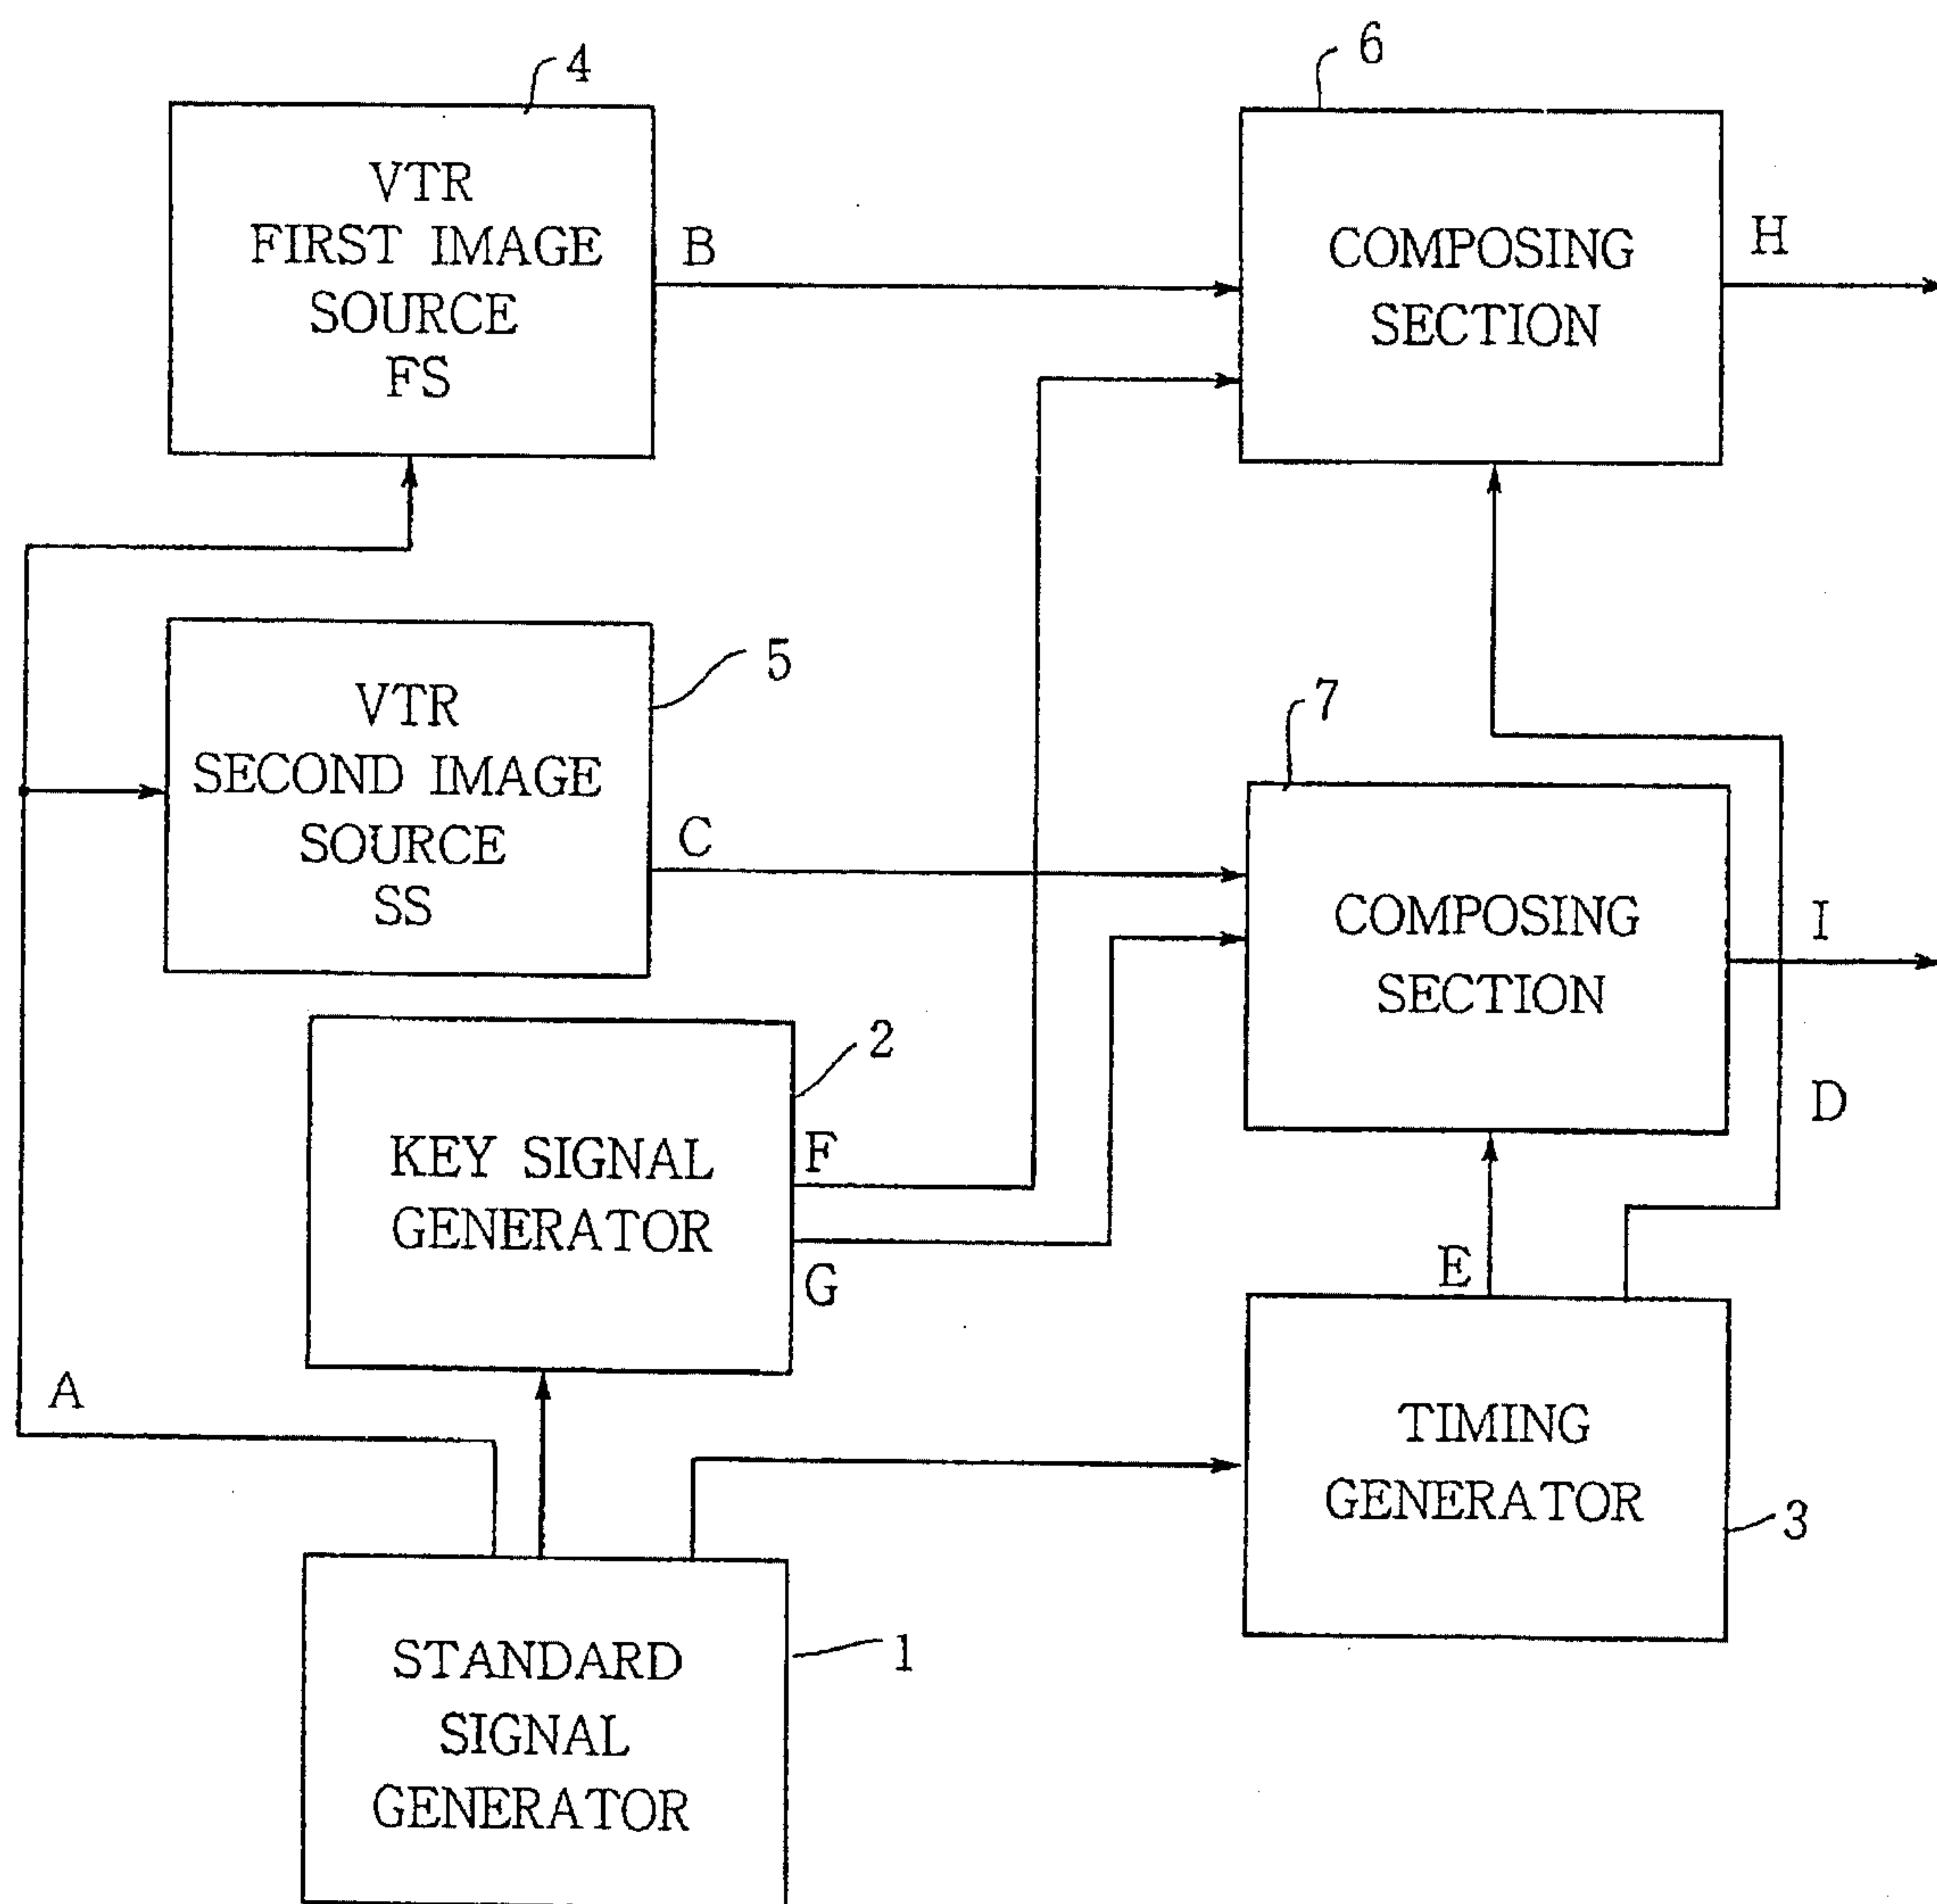 4
VTR
FIRST IMAGE
SOURCE
FS
B
6
COMPOSING
SECTION
H
5
VTR
SECOND IMAGE
SOURCE
SS
C
7
COMPOSING
SECTION
I
D
2
KEY SIGNAL
GENERATOR
F
G
E
A
TIMING
GENERATOR
3
1
STANDARD
SIGNAL
GENERATOR